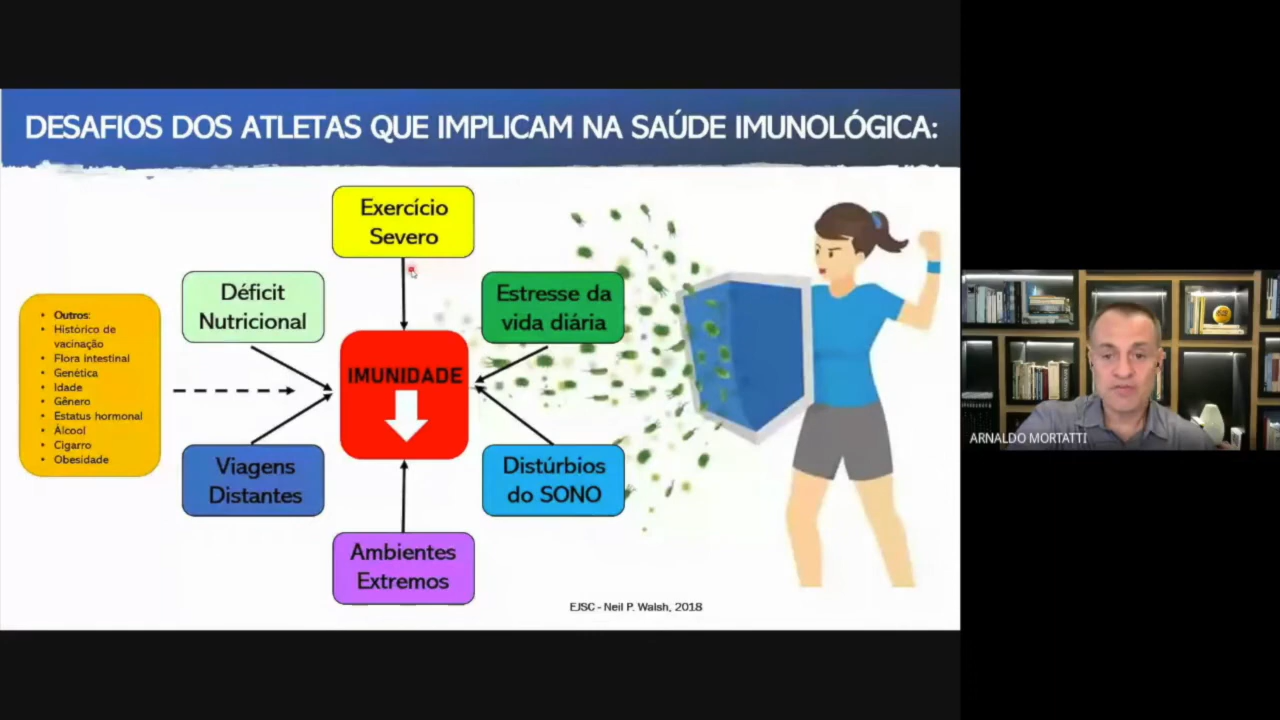 DESAFIOS DOS ATLETAS QUE IMPLICAM NA SAÚDE IMUNOLÓGICA:
Exercício
Severo
Déficit
Nutricional
Estresse da
vida diária
• Outros:
• Histórico de
vacinação
• Flora intestinal
• Genética
• Idade
• Gênero
• Estatus hormonal
• Álcool
• Cigarro
• Obesidade
IMUNIDADE
Viagens
Distantes
Distúrbios
do SONO
Ambientes
Extremos
EJSC - Neil P. Walsh, 2018
ARNALDO MORTATTI